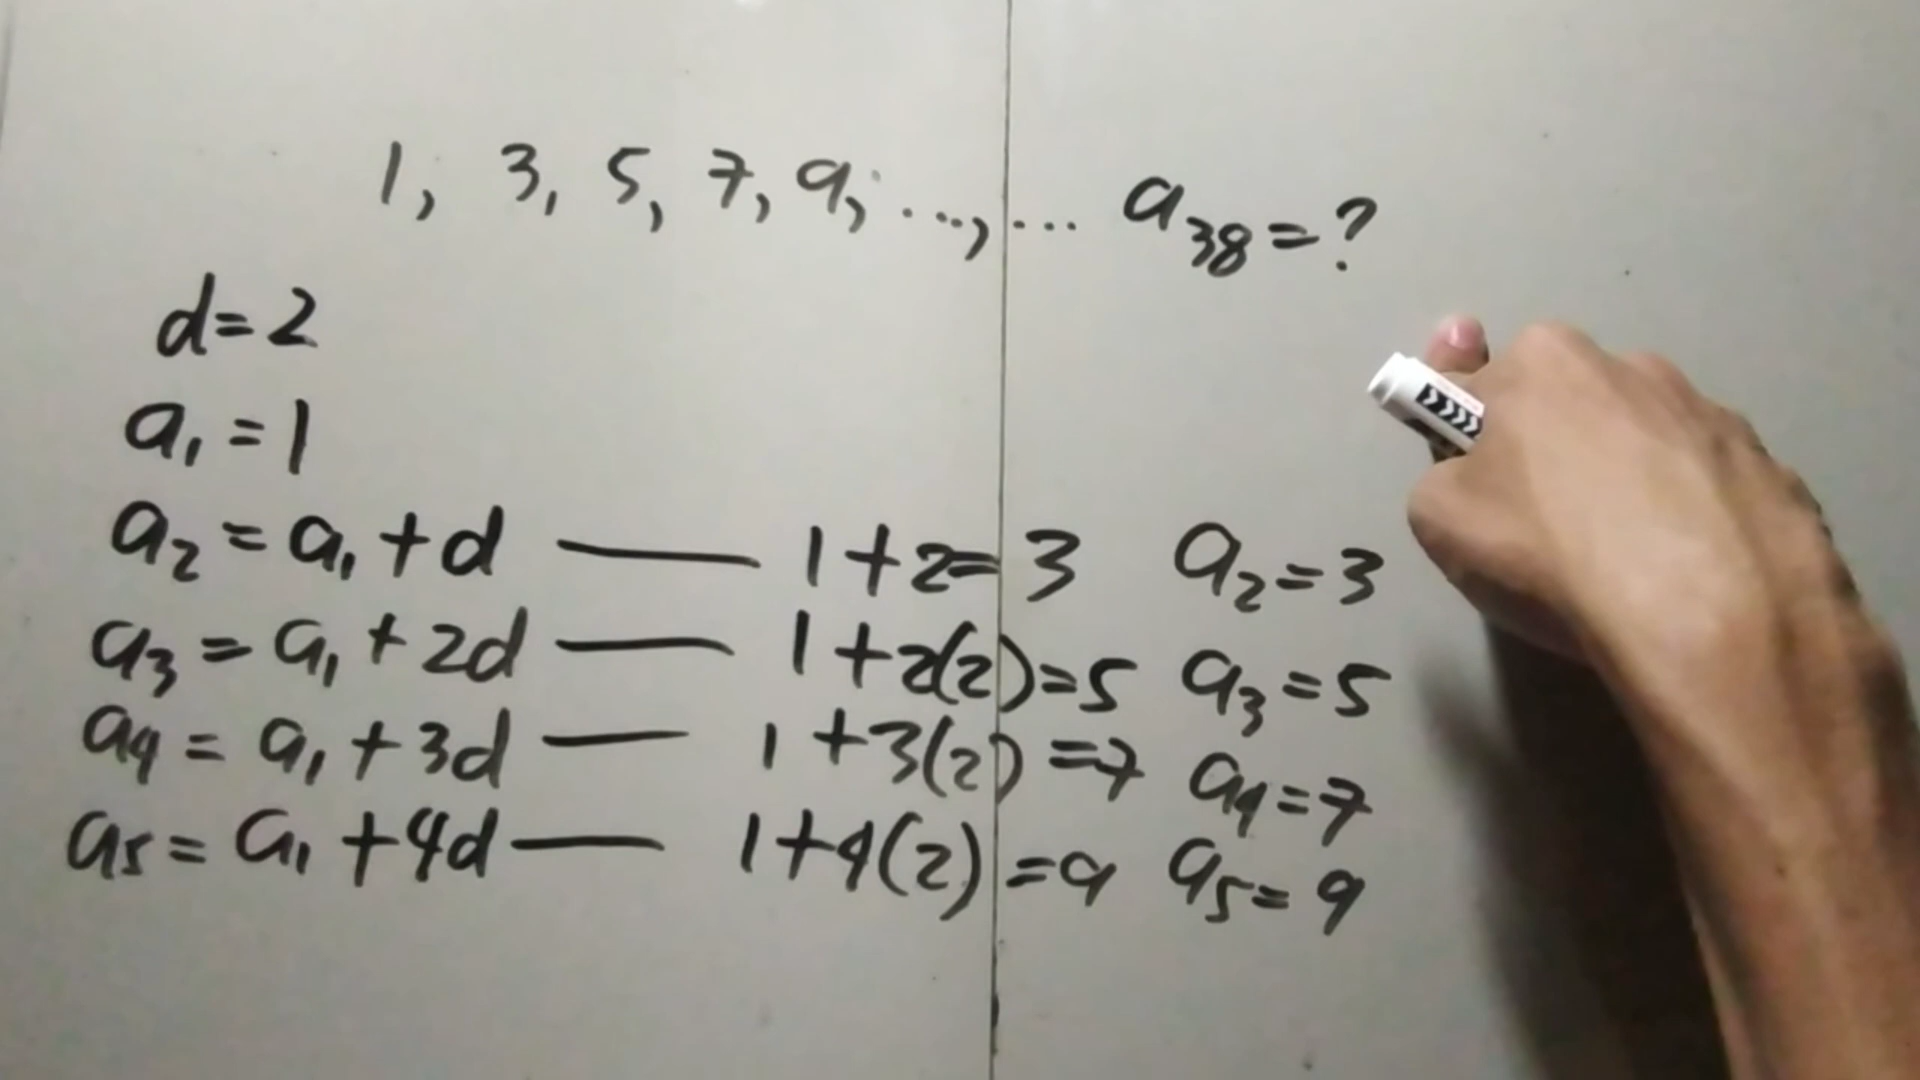 1, 3, 5, 7, 9, ..., ... a₃₈ = ?
d = 2
a₁ = 1
a₂ = a₁ + d — 1 + 2 = 3 a₂ = 3
a₃ = a₁ + 2d — 1 + 2(2) = 5 a₃ = 5
a₄ = a₁ + 3d — 1 + 3(2) = 7 a₄ = 7
a₅ = a₁ + 4d — 1 + 4(2) = 9 a₅ = 9